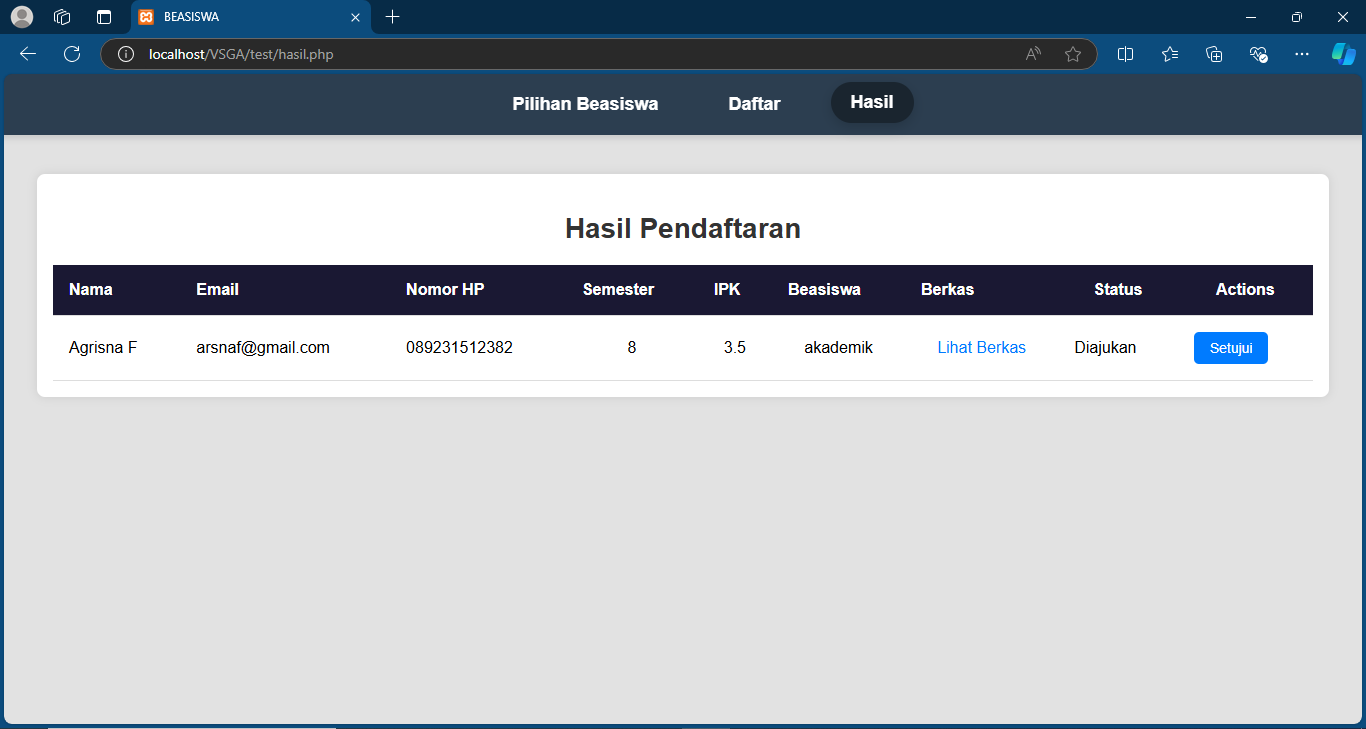 BEASISWA
localhost/VSGA/test/hasil.php
Pilihan Beasiswa Daftar Hasil
Hasil Pendaftaran
Nama Email Nomor HP Semester IPK Beasiswa Berkas Status Actions
Agrisna F arsnaf@gmail.com 089231512382 8 3.5 akademik Lihat Berkas Diajukan Setujui